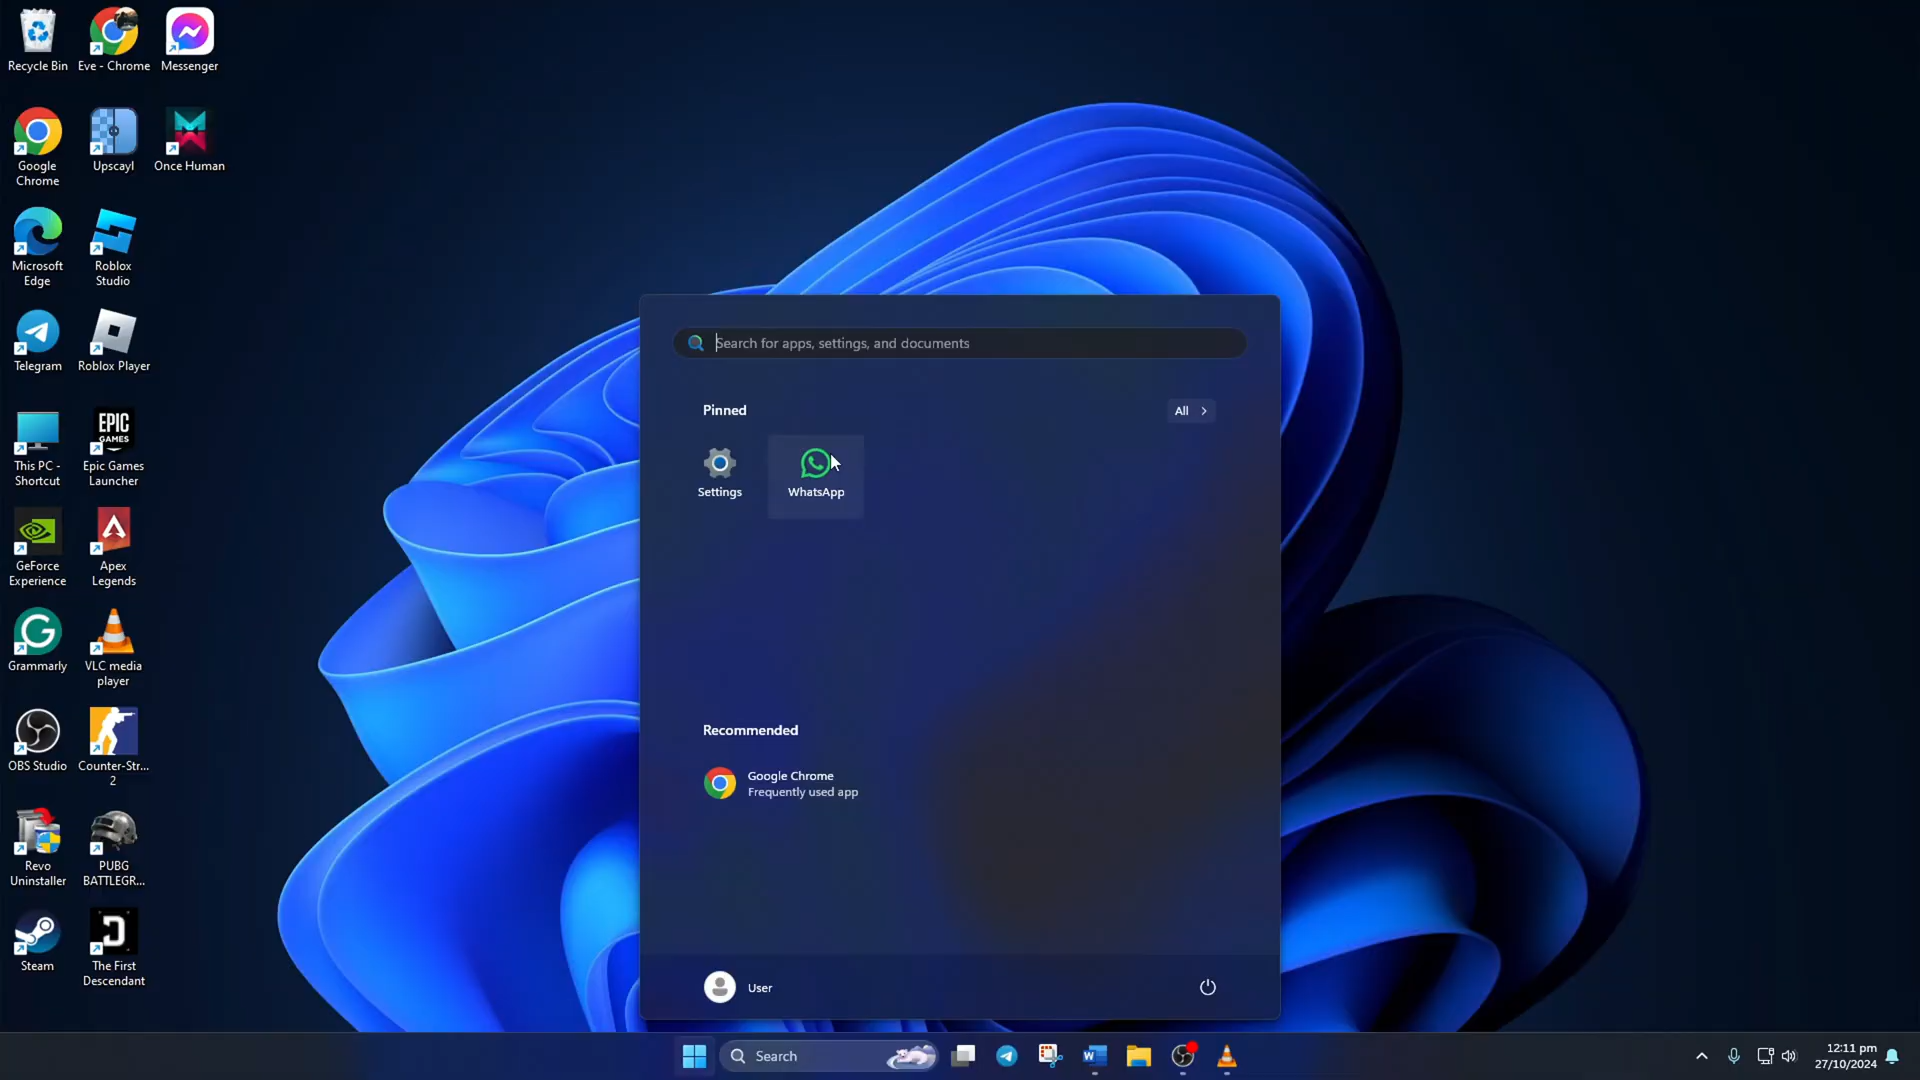 Recycle Bin
Eve - Chrome
Messenger
Google
Chrome
Upscayl
Once Human
Microsoft
Edge
Roblox
Studio
Telegram
Roblox Player
This PC -
Shortcut
EPIC
GAMES
Epic Games
Launcher
GeForce
Experience
Apex
Legends
Grammarly
VLC media
player
OBS Studio
Counter-Str...
2
Revo
Uninstaller
PUBG
BATTLEGR...
Steam
The First
Descendant
Search for apps, settings, and documents
Pinned
All
Settings
WhatsApp
Recommended
Google Chrome
Frequently used app
User
Search
12:11 pm
27/10/2024